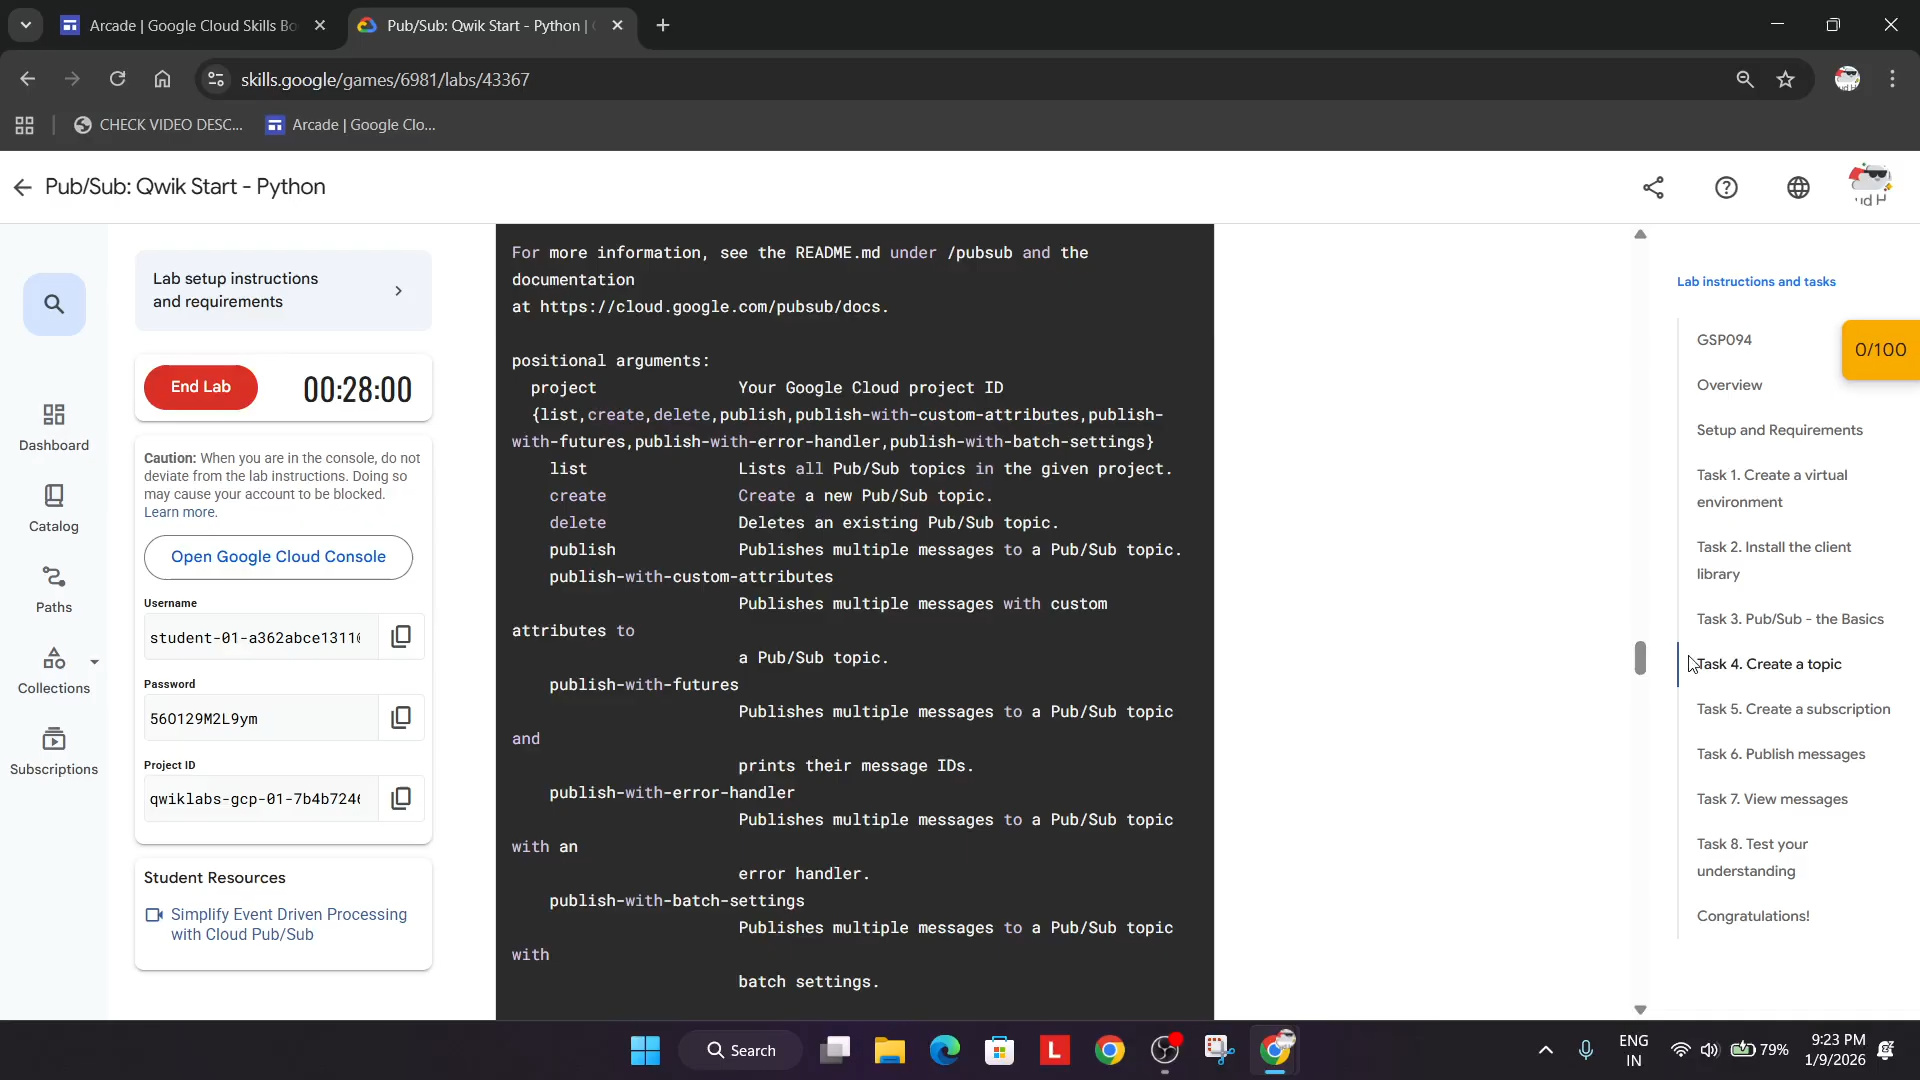 Arcade | Google Cloud Skills Bo
Pub/Sub: Qwik Start - Python |
skills.google/games/6981/labs/43367
CHECK VIDEO DESC...
Arcade | Google Clo...
Pub/Sub: Qwik Start - Python
Lab setup instructions
and requirements
End Lab
00:28:00
Caution: When you are in the console, do not
deviate from the lab instructions. Doing so
may cause your account to be blocked.
Learn more.
Open Google Cloud Console
Username
student-01-a362abce1311
Password
56O129M2L9ym
Project ID
qwiklabs-gcp-01-7b4b724
Student Resources
Simplify Event Driven Processing
with Cloud Pub/Sub
Dashboard
Catalog
Paths
Collections
Subscriptions
For more information, see the README.md under /pubsub and the
documentation
at https://cloud.google.com/pubsub/docs.
positional arguments:
project Your Google Cloud project ID
{list,create,delete,publish,publish-with-custom-attributes,publish-
with-futures,publish-with-error-handler,publish-with-batch-settings}
list Lists all Pub/Sub topics in the given project.
create Create a new Pub/Sub topic.
delete Deletes an existing Pub/Sub topic.
publish Publishes multiple messages to a Pub/Sub topic.
publish-with-custom-attributes
Publishes multiple messages with custom
attributes to
a Pub/Sub topic.
publish-with-futures
Publishes multiple messages to a Pub/Sub topic
and
prints their message IDs.
publish-with-error-handler
Publishes multiple messages to a Pub/Sub topic
with an
error handler.
publish-with-batch-settings
Publishes multiple messages to a Pub/Sub topic
with
batch settings.
Lab instructions and tasks
GSP094
0/100
Overview
Setup and Requirements
Task 1. Create a virtual
environment
Task 2. Install the client
library
Task 3. Pub/Sub - the Basics
Task 4. Create a topic
Task 5. Create a subscription
Task 6. Publish messages
Task 7. View messages
Task 8. Test your
understanding
Congratulations!
Search
L
ENG
IN
79%
9:23 PM
1/9/2026